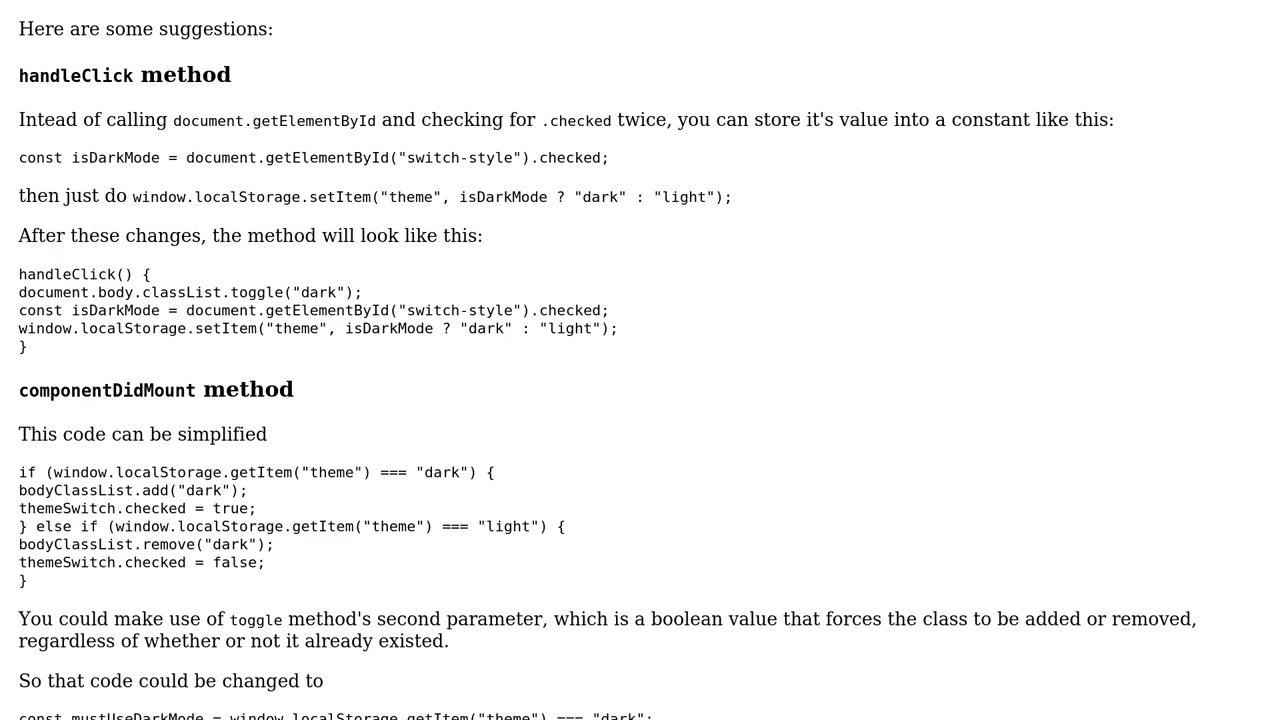 Here are some suggestions:
handleClick method
Intead of calling document.getElementById and checking for .checked twice, you can store it's value into a constant like this:
const isDarkMode = document.getElementById("switch-style").checked;
then just do window.localStorage.setItem("theme", isDarkMode ? "dark" : "light");
After these changes, the method will look like this:
handleClick() {
document.body.classList.toggle("dark");
const isDarkMode = document.getElementById("switch-style").checked;
window.localStorage.setItem("theme", isDarkMode ? "dark" : "light");
}
componentDidMount method
This code can be simplified
if (window.localStorage.getItem("theme") === "dark") {
bodyClassList.add("dark");
themeSwitch.checked = true;
} else if (window.localStorage.getItem("theme") === "light") {
bodyClassList.remove("dark");
themeSwitch.checked = false;
}
You could make use of toggle method's second parameter, which is a boolean value that forces the class to be added or removed,
regardless of whether or not it already existed.
So that code could be changed to
const mustUseDarkMode = window.localStorage.getItem("theme") === "dark";